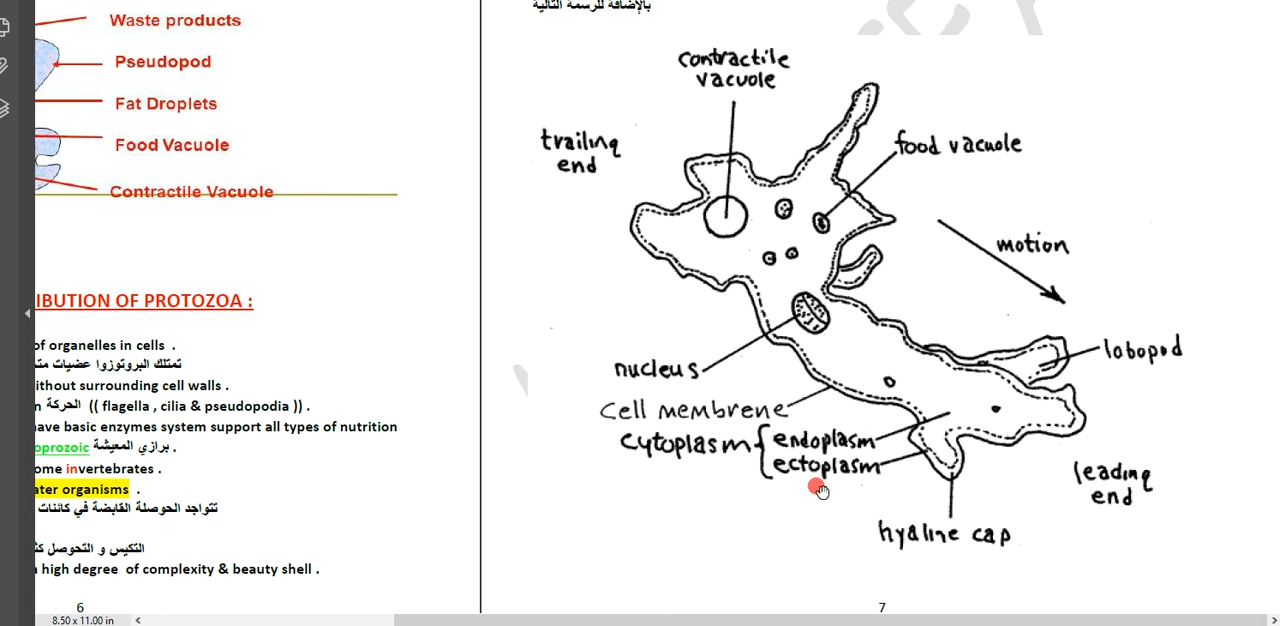 Waste products
Pseudopod
Fat Droplets
Food Vacuole
Contractile Vacuole
IBUTION OF PROTOZOA :
of organelles in cells .
تمتلك البروتوزوا عضيات
ithout surrounding cell walls .
الحركة (( flagella , cilia & pseudopodia )) .
ave basic enzymes system support all types of nutrition
oprozoic برازي المعيشة .
ome invertebrates .
ater organisms .
تتواجد الحوصلة القابضة في كائنات
التكيس و التحوصل
high degree of complexity & beauty shell .
6
8.50 x 11.00 in
بالإضافة للرسمة التالية
contractile
vacuole
trailing
end
food vacuole
motion
lobopod
nucleus
cell membrene
cytoplasm
endoplasm
ectoplasm
leading
end
hyaline cap
7